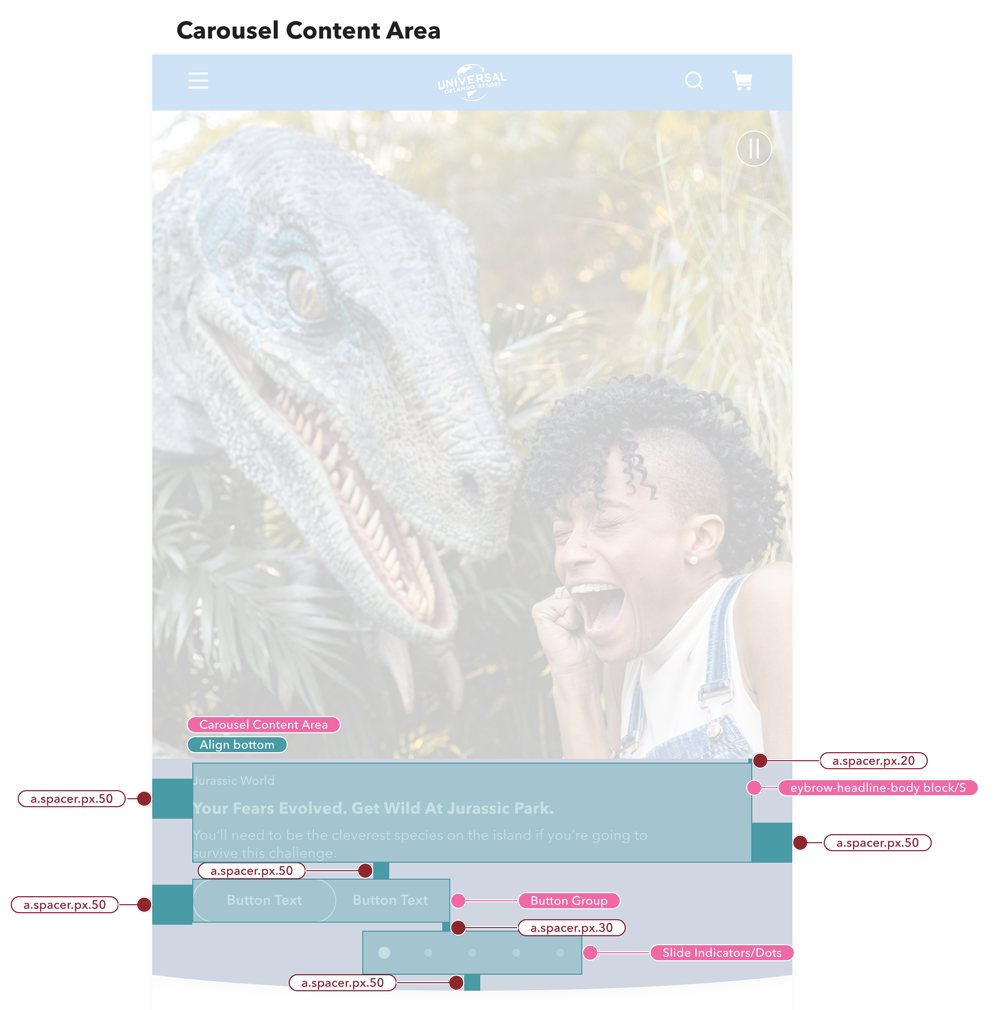 Carousel Content Area
UNIVERSAL
ORLANDO RESORT
Carousel Content Area
Align bottom
a.spacer.px.20
Jurassic World
eybrow-headline-body block/S
a.spacer.px.50
Your Fears Evolved. Get Wild At Jurassic Park.
You’ll need to be the cleverest species on the island if you’re going to
survive this challenge.
a.spacer.px.50
a.spacer.px.50
a.spacer.px.50
Button Text
Button Text
Button Group
a.spacer.px.30
Slide Indicators/Dots
a.spacer.px.50